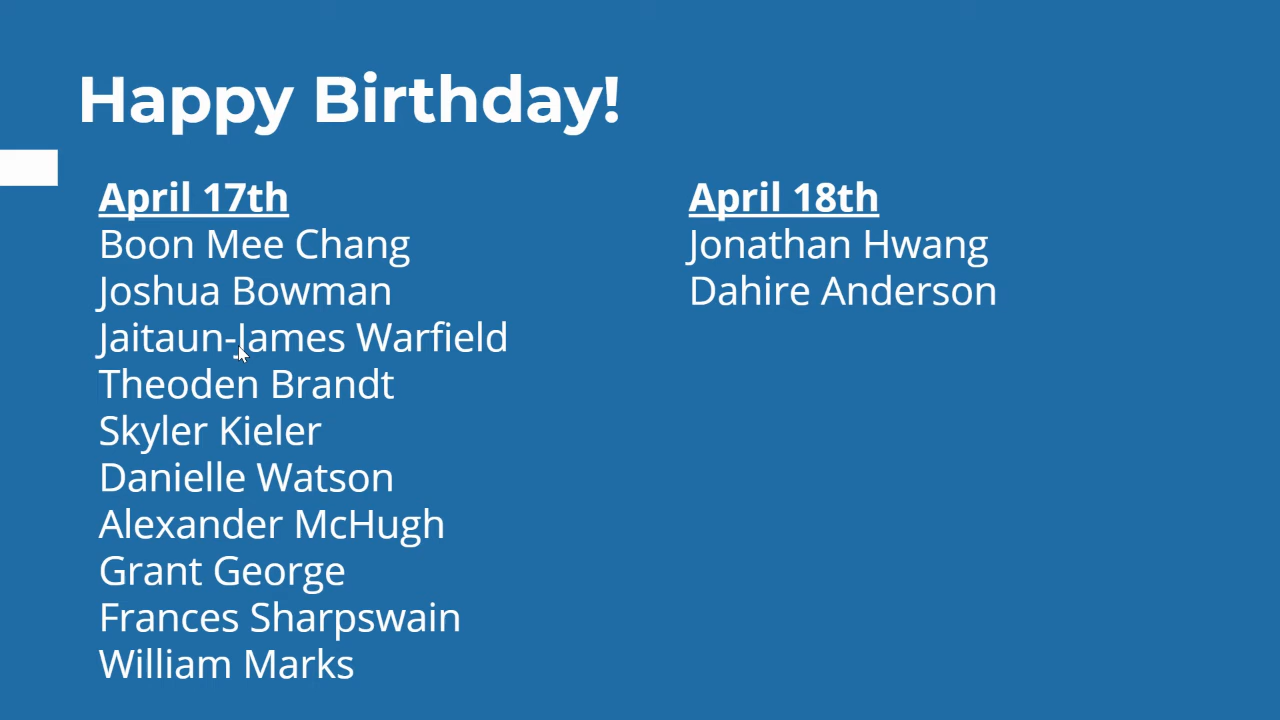 Happy Birthday!
April 17th
Boon Mee Chang
Joshua Bowman
Jaitaun-James Warfield
Theoden Brandt
Skyler Kieler
Danielle Watson
Alexander McHugh
Grant George
Frances Sharpswain
William Marks
April 18th
Jonathan Hwang
Dahire Anderson